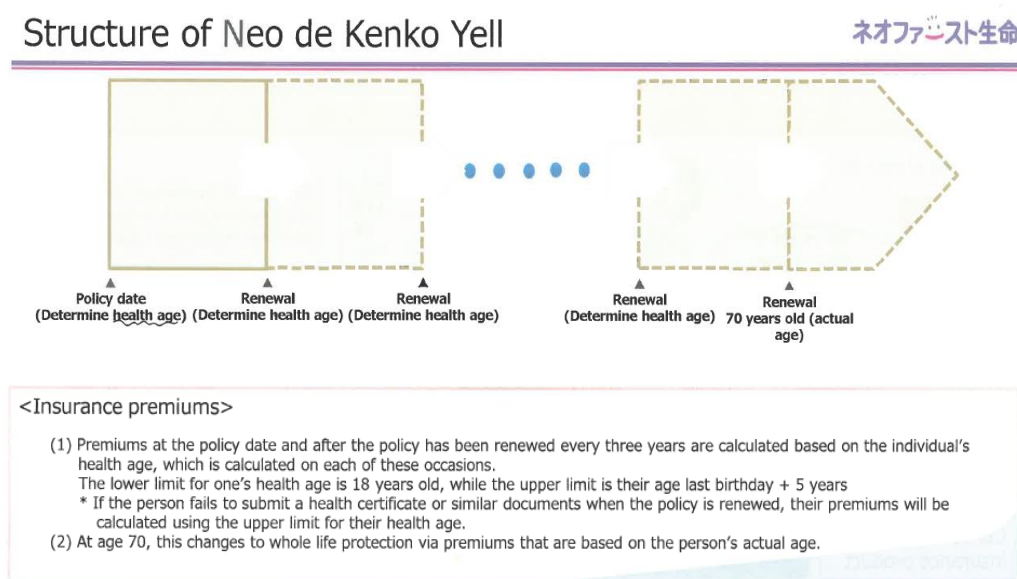 Structure of Neo de Kenko Yell
ネオファースト生命
Policy date
(Determine health age)
Renewal
(Determine health age)
Renewal
(Determine health age)
Renewal
(Determine health age)
Renewal
70 years old (actual
age)
<Insurance premiums>
(1) Premiums at the policy date and after the policy has been renewed every three years are calculated based on the individual's
health age, which is calculated on each of these occasions.
The lower limit for one's health age is 18 years old, while the upper limit is their age last birthday + 5 years
* If the person fails to submit a health certificate or similar documents when the policy is renewed, their premiums will be
calculated using the upper limit for their health age.
(2) At age 70, this changes to whole life protection via premiums that are based on the person's actual age.